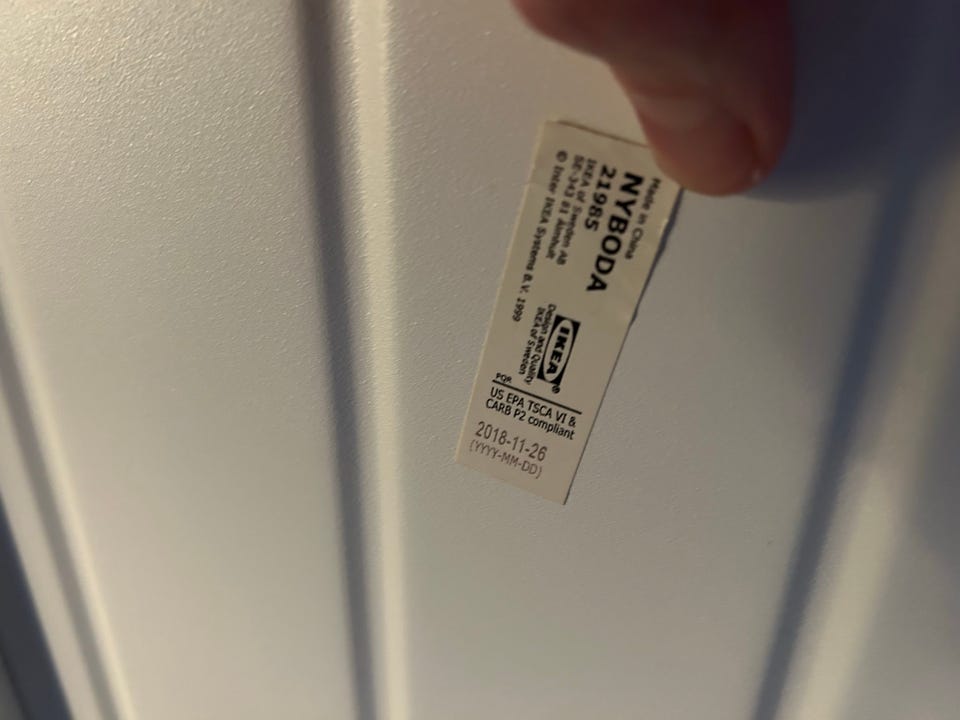 Made in China
NYBODA
21985
IKEA of Sweden AB
SE-343 81 Älmhult
© Inter IKEA Systems B.V. 1999
IKEA®
Design and Quality
IKEA of Sweden
PQR
US EPA TSCA VI &
CARB P2 compliant
2018-11-26
(YYYY-MM-DD)